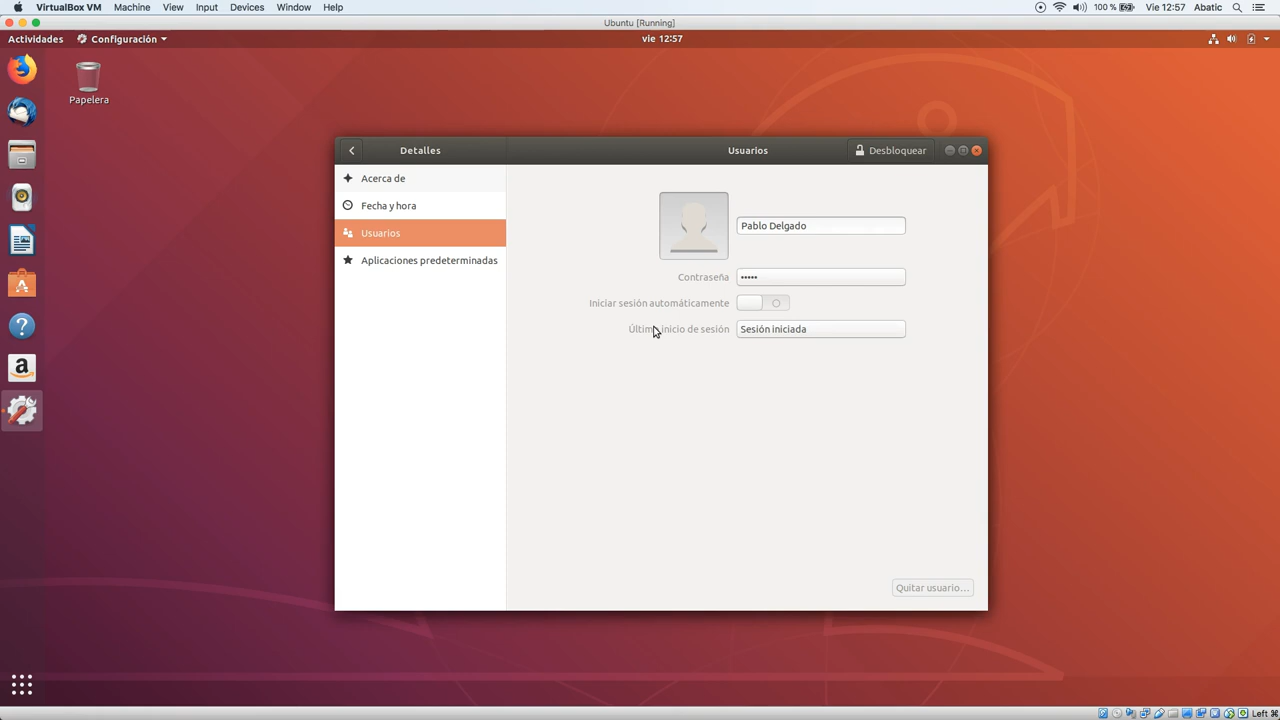 VirtualBox VM Machine View Input Devices Window Help 100 % Vie 12:57 Abatic
Ubuntu [Running]
Actividades Configuración vie 12:57
Papelera
Detalles Usuarios Desbloquear
Acerca de
Fecha y hora
Usuarios
Aplicaciones predeterminadas
Pablo Delgado
Contraseña •••••
Iniciar sesión automáticamente
Último inicio de sesión Sesión iniciada
Quitar usuario…
Left ⌘